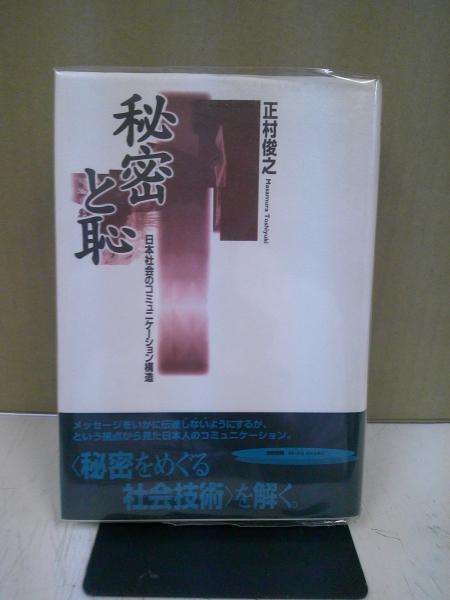 秘密
と恥
日本社会のコミュニケーション構造
正村俊之
Masamura Toshiyuki
メッセージをいかに伝達しないようにするか、
という視点から見た日本人のコミュニケーション。
〈秘密をめぐる
社会技術〉を解く。